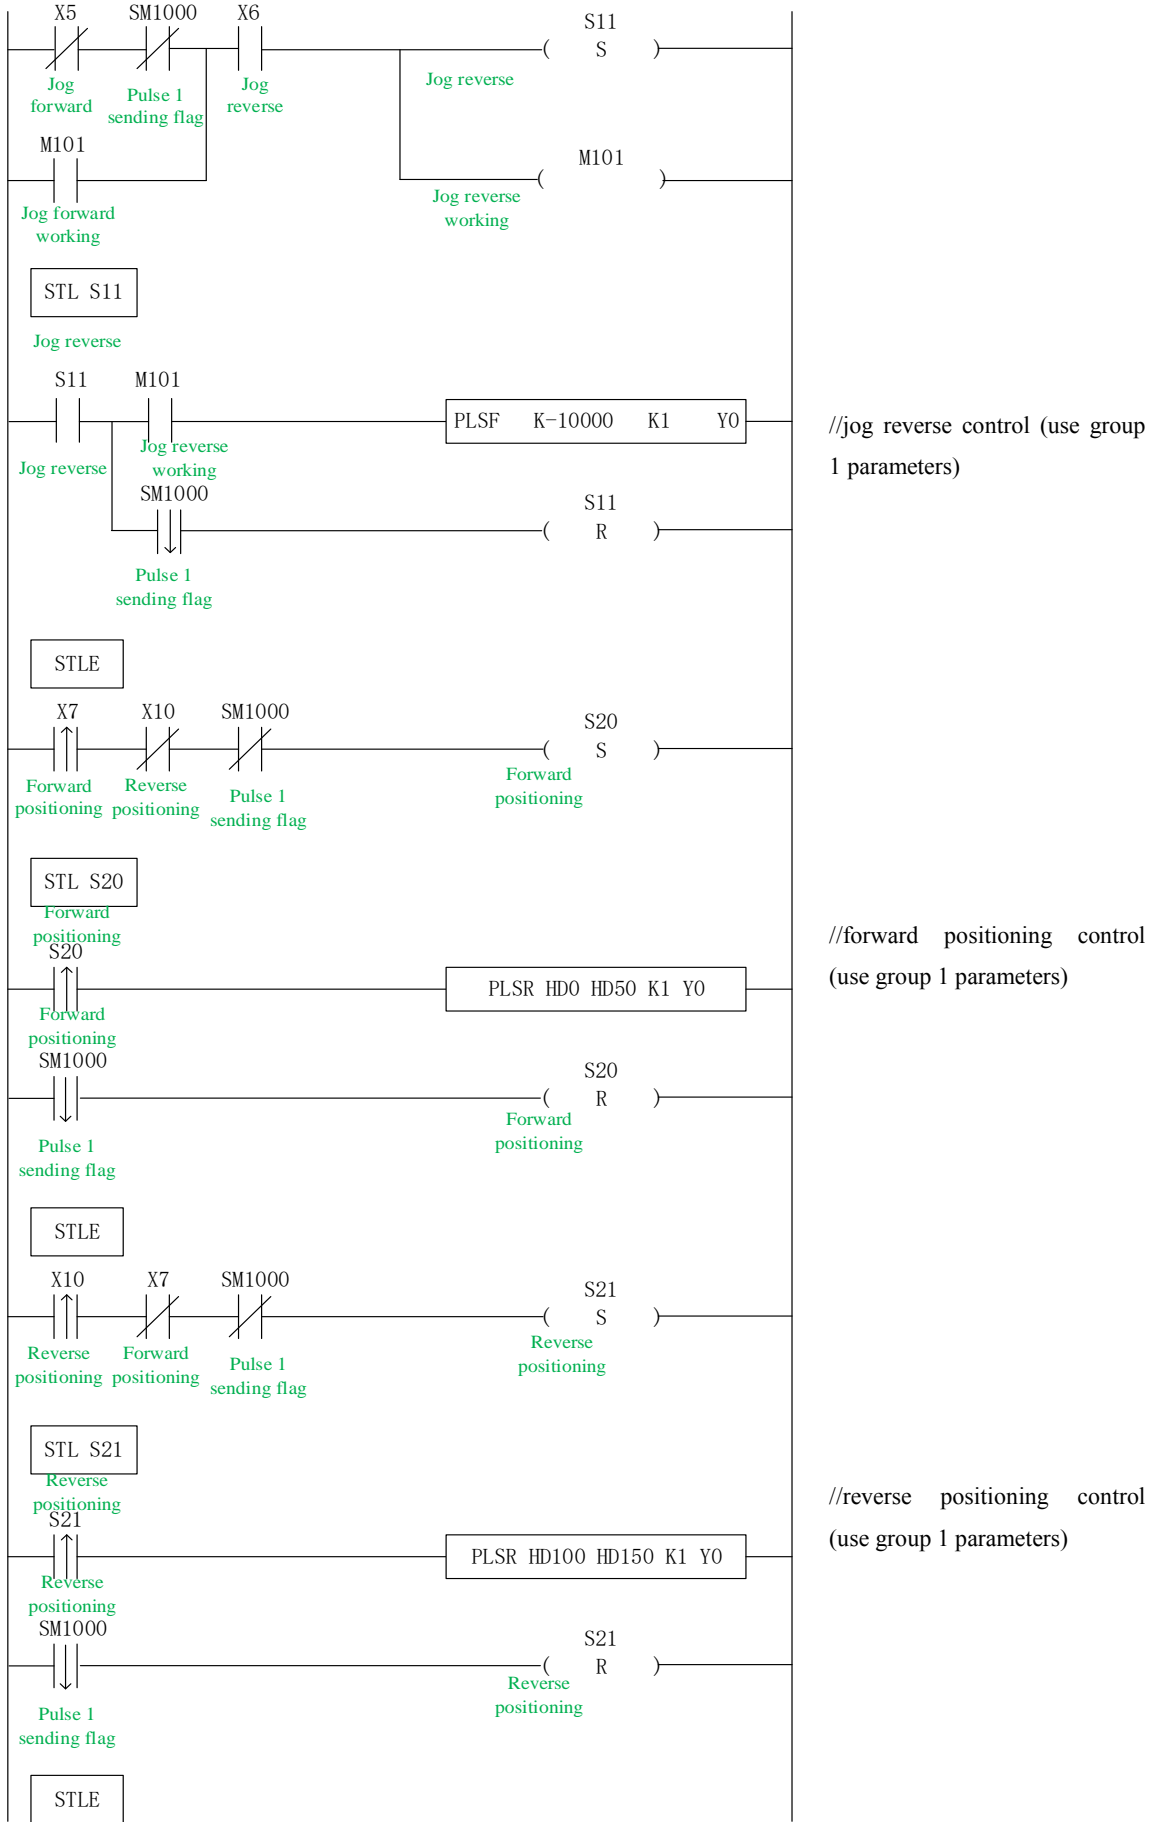 X5 SM1000 X6
S11
( S )
Jog forward
Pulse 1 sending flag
Jog reverse
Jog reverse
M101
M101
( )
Jog forward working
Jog reverse working
STL S11
Jog reverse
S11 M101
PLSF K-10000 K1 Y0
//jog reverse control (use group
1 parameters)
Jog reverse
Jog reverse working
SM1000
S11
( R )
Pulse 1
sending flag
STLE
X7 X10 SM1000
S20
( S )
Forward positioning
Reverse positioning
Pulse 1 sending flag
Forward positioning
STL S20
Forward
positioning
S20
PLSR HD0 HD50 K1 Y0
//forward positioning control
(use group 1 parameters)
Forward
positioning
SM1000
S20
( R )
Forward
positioning
Pulse 1
sending flag
STLE
X10 X7 SM1000
S21
( S )
Reverse positioning
Forward positioning
Pulse 1 sending flag
Reverse positioning
STL S21
Reverse
positioning
S21
PLSR HD100 HD150 K1 Y0
//reverse positioning control
(use group 1 parameters)
Reverse
positioning
SM1000
S21
( R )
Reverse
positioning
Pulse 1
sending flag
STLE